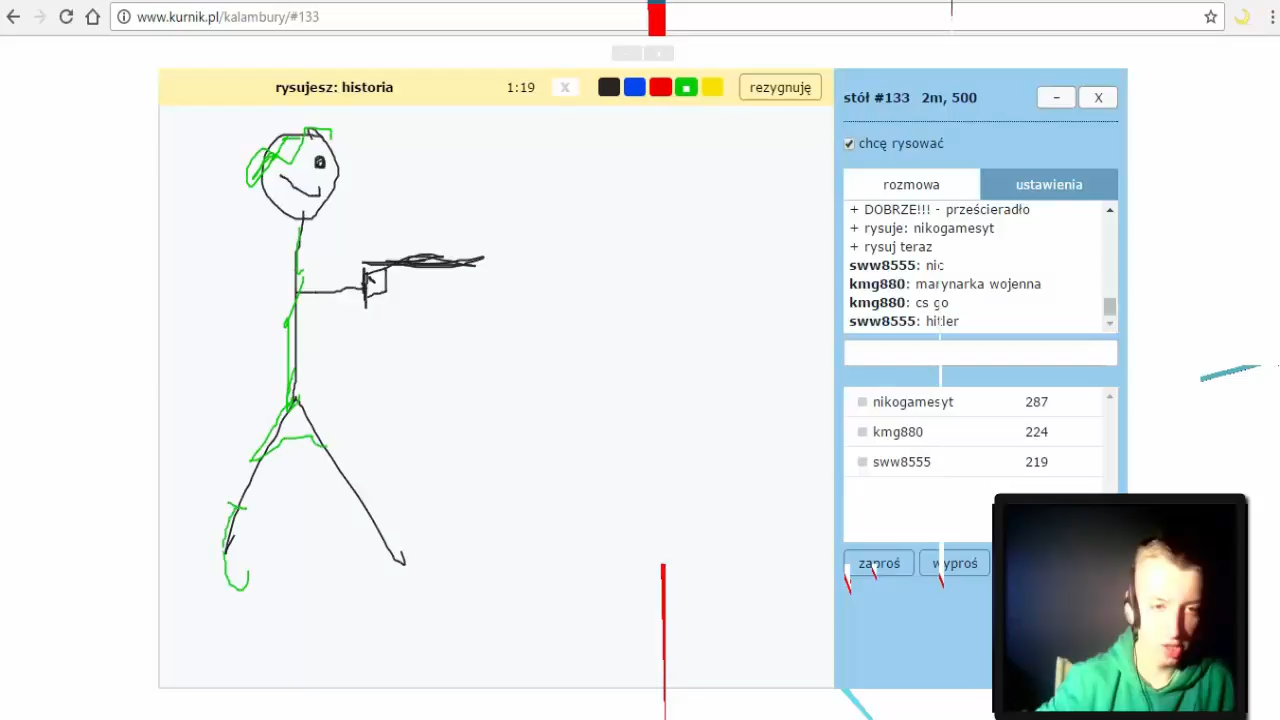 www.kurnik.pl/kalambury/#133
rysujesz: historia
1:19
X
rezygnuję
stół #133 2m, 500
–
X
chcę rysować
rozmowa
ustawienia
+ DOBRZE!!! - prześcieradło
+ rysuje: nikogamesyt
+ rysuj teraz
sww8555: nic
kmg880: marynarka wojenna
kmg880: cs go
sww8555: hitler
nikogamesyt 287
kmg880 224
sww8555 219
zaproś
wyproś